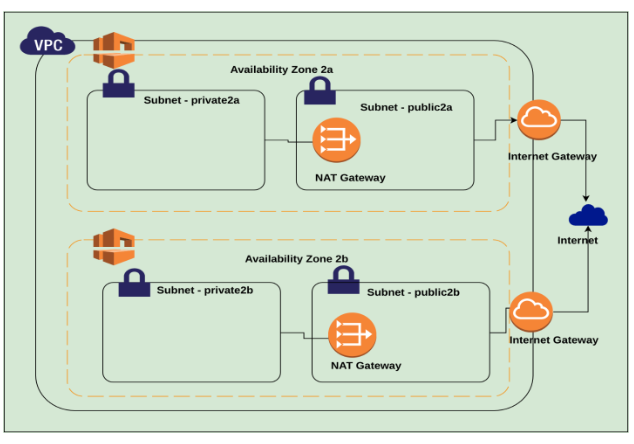 VPC
Availability Zone 2a
Subnet - private2a
Subnet - public2a
NAT Gateway
Internet Gateway
Internet
Availability Zone 2b
Subnet - private2b
Subnet - public2b
NAT Gateway
Internet Gateway